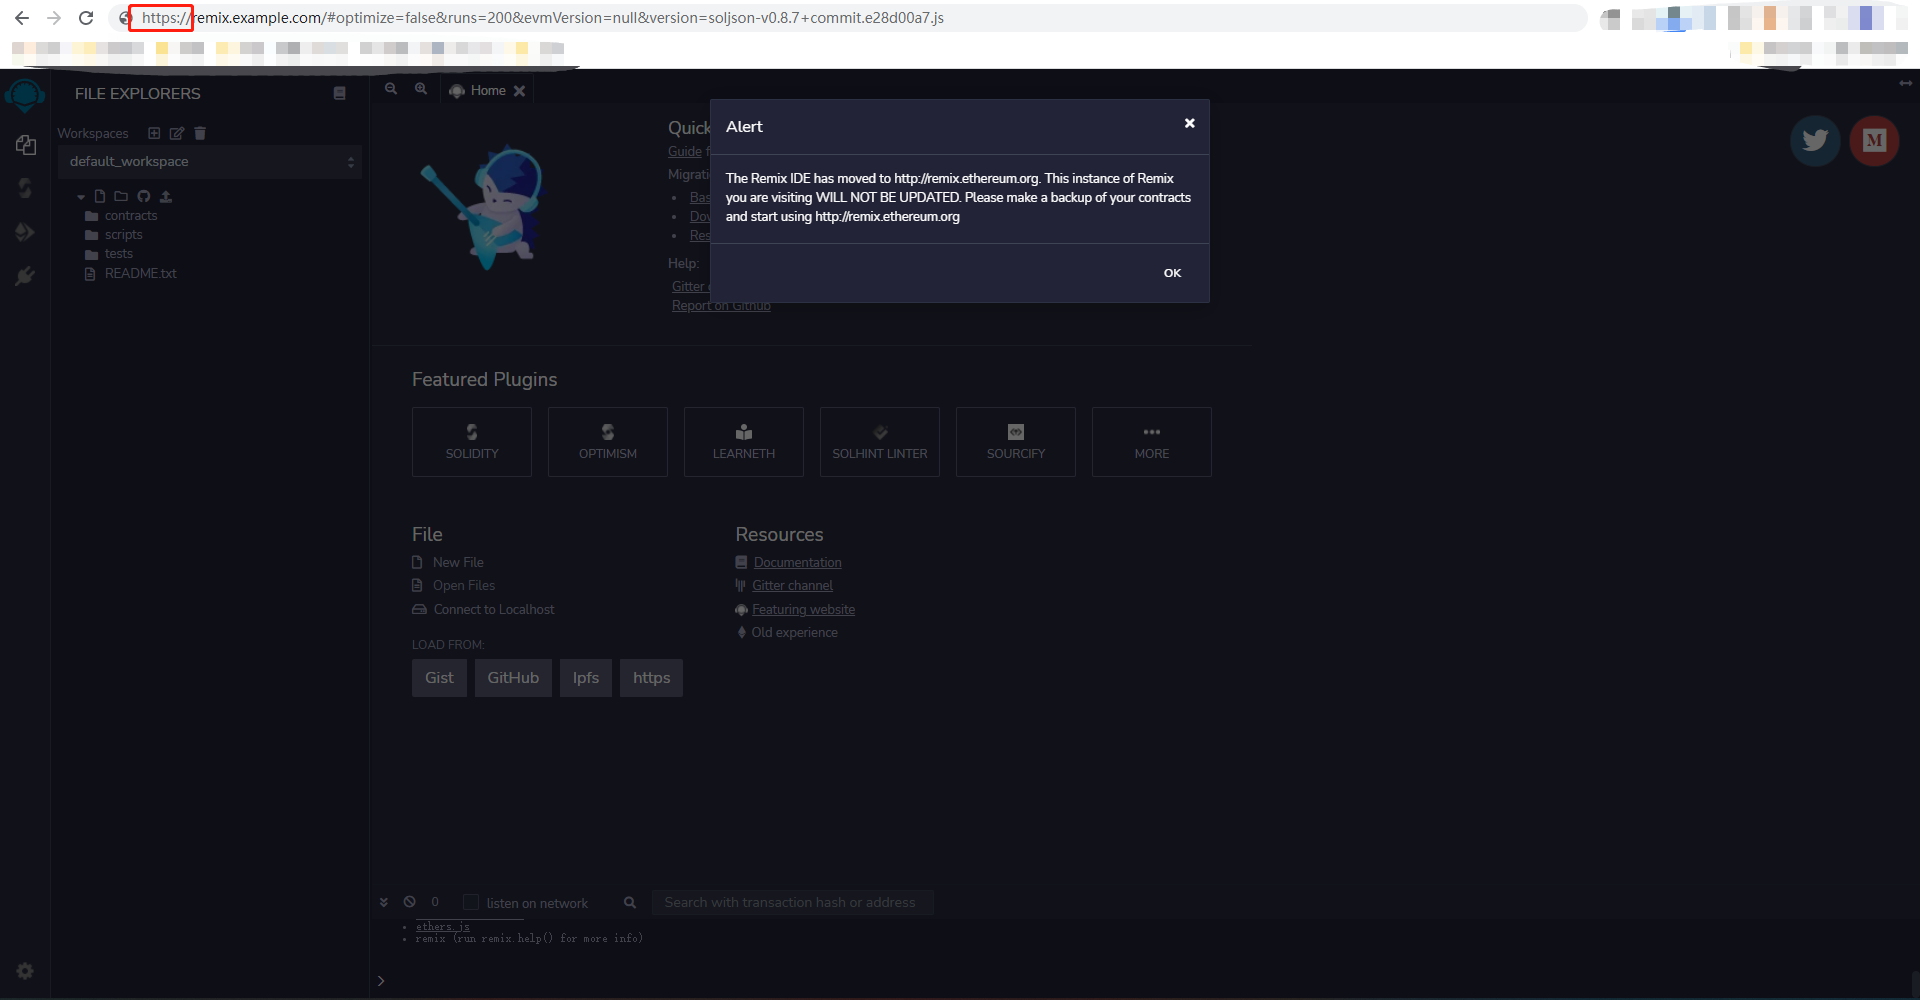 https://remix.example.com/#optimize=false&runs=200&evmVersion=null&version=soljson-v0.8.7+commit.e28d00a7.js
FILE EXPLORERS
Workspaces
default_workspace
contracts
scripts
tests
README.txt
Home
Quick
Guide f
Migrati
Bas
Dov
Res
Help:
Gitter
Report on Github
Alert
The Remix IDE has moved to http://remix.ethereum.org. This instance of Remix
you are visiting WILL NOT BE UPDATED. Please make a backup of your contracts
and start using http://remix.ethereum.org
OK
M
Featured Plugins
SOLIDITY
OPTIMISM
LEARNETH
SOLHINT LINTER
SOURCIFY
MORE
File
New File
Open Files
Connect to Localhost
LOAD FROM:
Gist
GitHub
Ipfs
https
Resources
Documentation
Gitter channel
Featuring website
Old experience
0
listen on network
Search with transaction hash or address
ethers.js
remix (run remix.help() for more info)
>